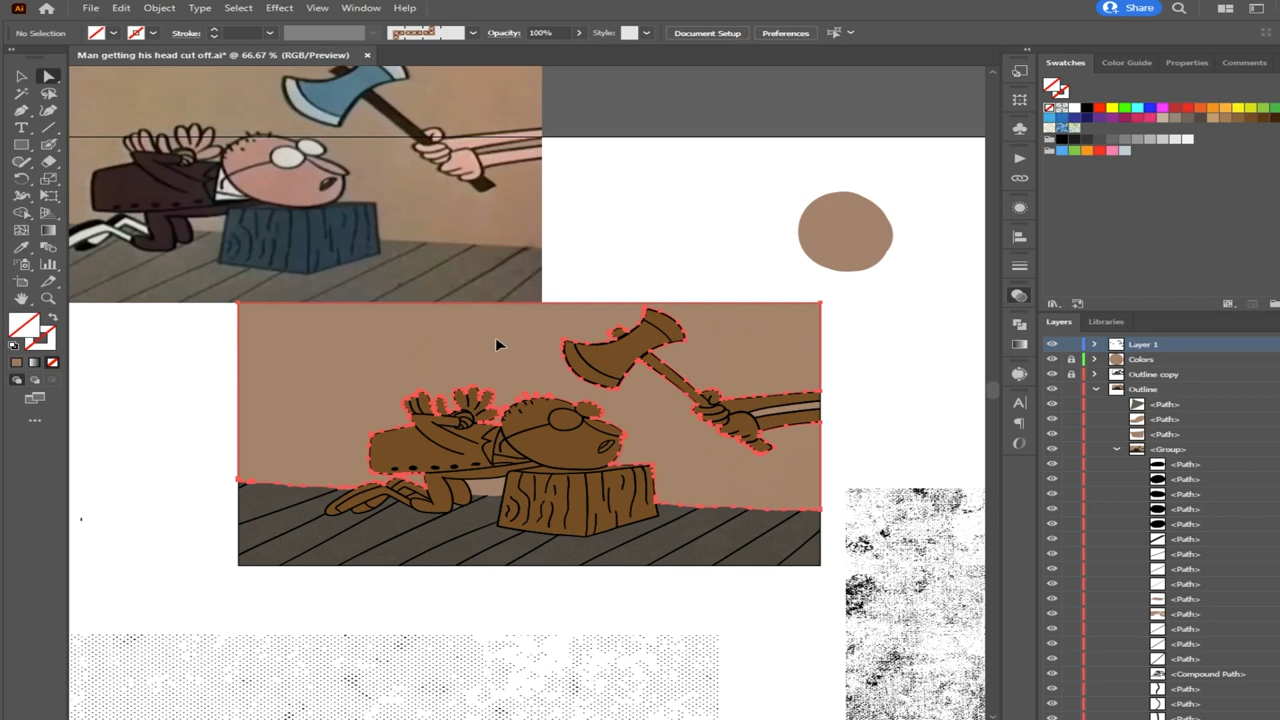 Ai File Edit Object Type Select Effect View Window Help Share
No Selection Stroke: Opacity: 100% Style: Document Setup Preferences
Man getting his head cut off.ai* @ 66.67 % (RGB/Preview) ×
Swatches Color Guide Properties Comments
Layers Libraries
Layer 1
Colors
Outline copy
Outline
<Path>
<Path>
<Path>
<Group>
<Path>
<Path>
<Path>
<Path>
<Path>
<Path>
<Path>
<Path>
<Path>
<Path>
<Path>
<Path>
<Path>
<Path>
<Compound Path>
<Path>
<Path>